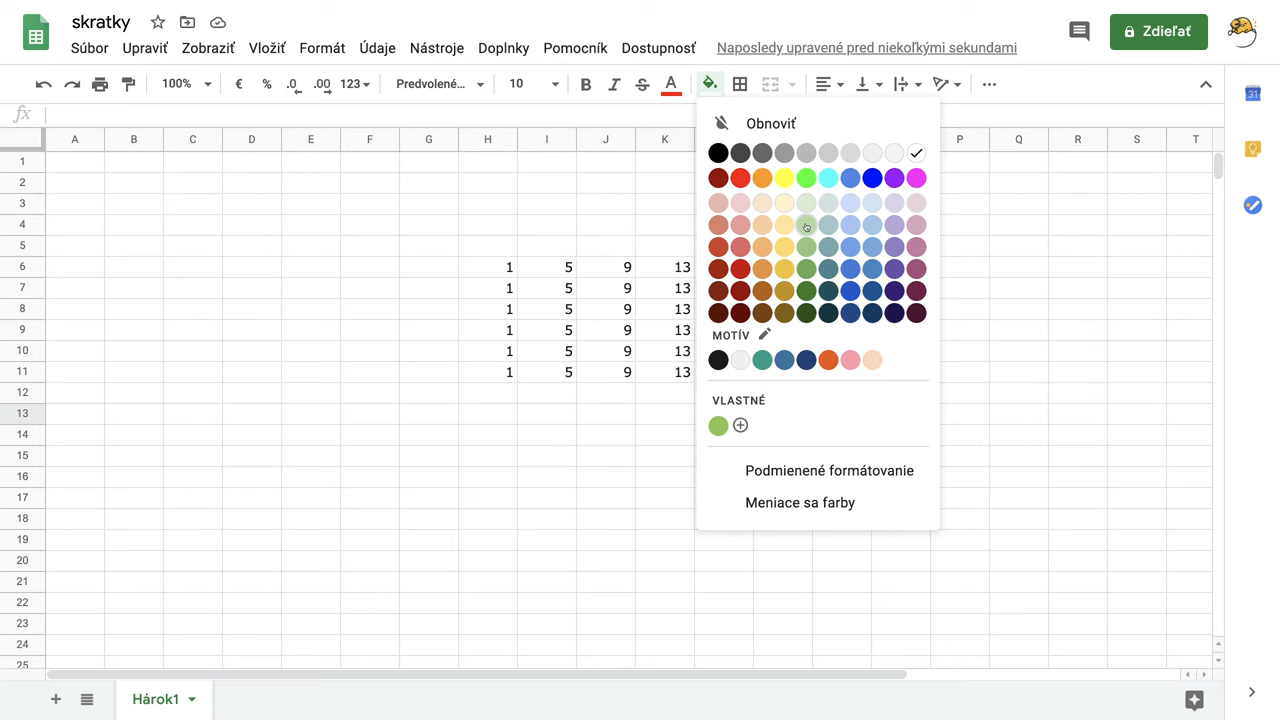 skratky
Súbor Upraviť Zobraziť Vložiť Formát Údaje Nástroje Doplnky Pomocník Dostupnosť Naposledy upravené pred niekoľkými sekundami
Zdieľať
100% € % .0 .00 123 Predvolené... 10 B I S A
fx
A B C D E F G H I J K P Q R S T
Obnoviť
1
2
3
4
5
6 1 5 9 13
7 1 5 9 13
8 1 5 9 13
9 1 5 9 13
10 1 5 9 13
11 1 5 9 13
12
13
14
15
16
17
18
19
20
21
22
23
24
25
MOTÍV
VLASTNÉ
Podmienené formátovanie
Meniace sa farby
31
+ Hárok1